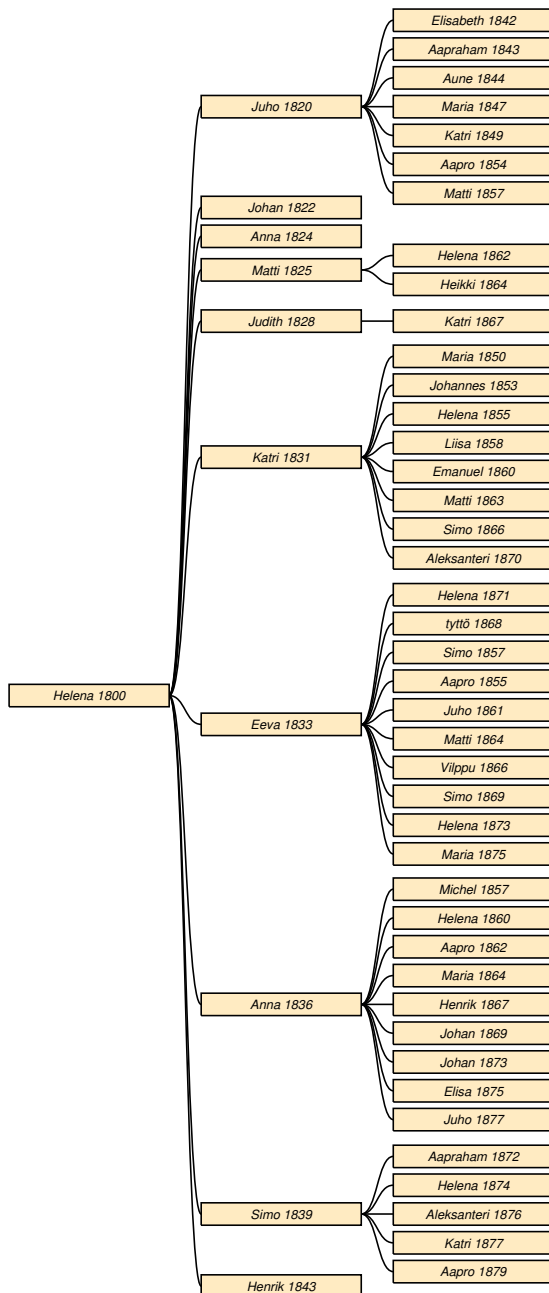 Helena 1800
Juho 1820
Elisabeth 1842
Aapraham 1843
Aune 1844
Maria 1847
Katri 1849
Aapro 1854
Matti 1857
Johan 1822
Anna 1824
Matti 1825
Helena 1862
Heikki 1864
Judith 1828
Katri 1867
Katri 1831
Maria 1850
Johannes 1853
Helena 1855
Liisa 1858
Emanuel 1860
Matti 1863
Simo 1866
Aleksanteri 1870
Eeva 1833
Helena 1871
tyttö 1868
Simo 1857
Aapro 1855
Juho 1861
Matti 1864
Vilppu 1866
Simo 1869
Helena 1873
Maria 1875
Anna 1836
Michel 1857
Helena 1860
Aapro 1862
Maria 1864
Henrik 1867
Johan 1869
Johan 1873
Elisa 1875
Juho 1877
Simo 1839
Aapraham 1872
Helena 1874
Aleksanteri 1876
Katri 1877
Aapro 1879
Henrik 1843